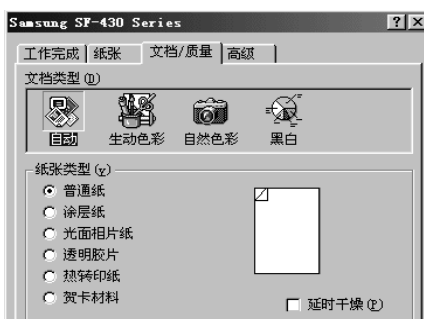 Samsung SF-430 Series
工作完成 纸张 文档/质量 高级
文档类型(D)
自动 生动色彩 自然色彩 黑白
纸张类型(y)
普通纸
涂层纸
光面相片纸
透明胶片
热转印纸
贺卡材料
延时干燥(P)